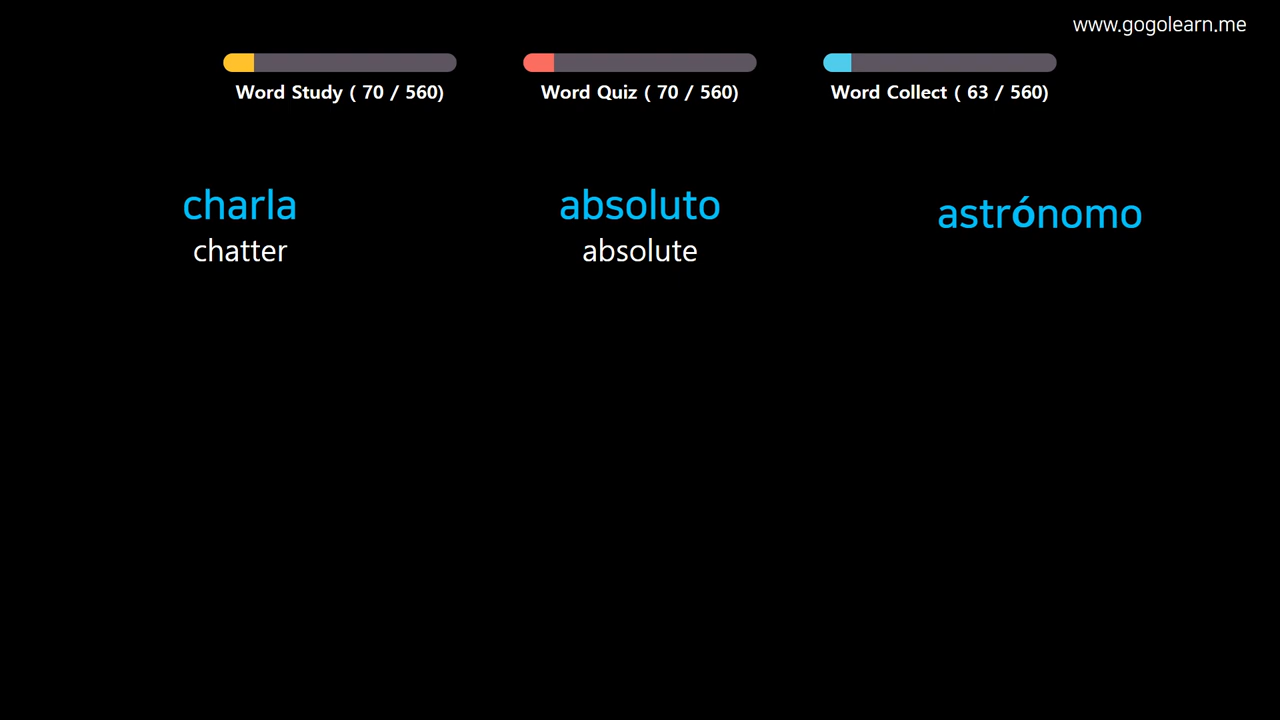 www.gogolearn.me
Word Study ( 70 / 560)
Word Quiz ( 70 / 560)
Word Collect ( 63 / 560)
charla
chatter
absoluto
absolute
astrónomo